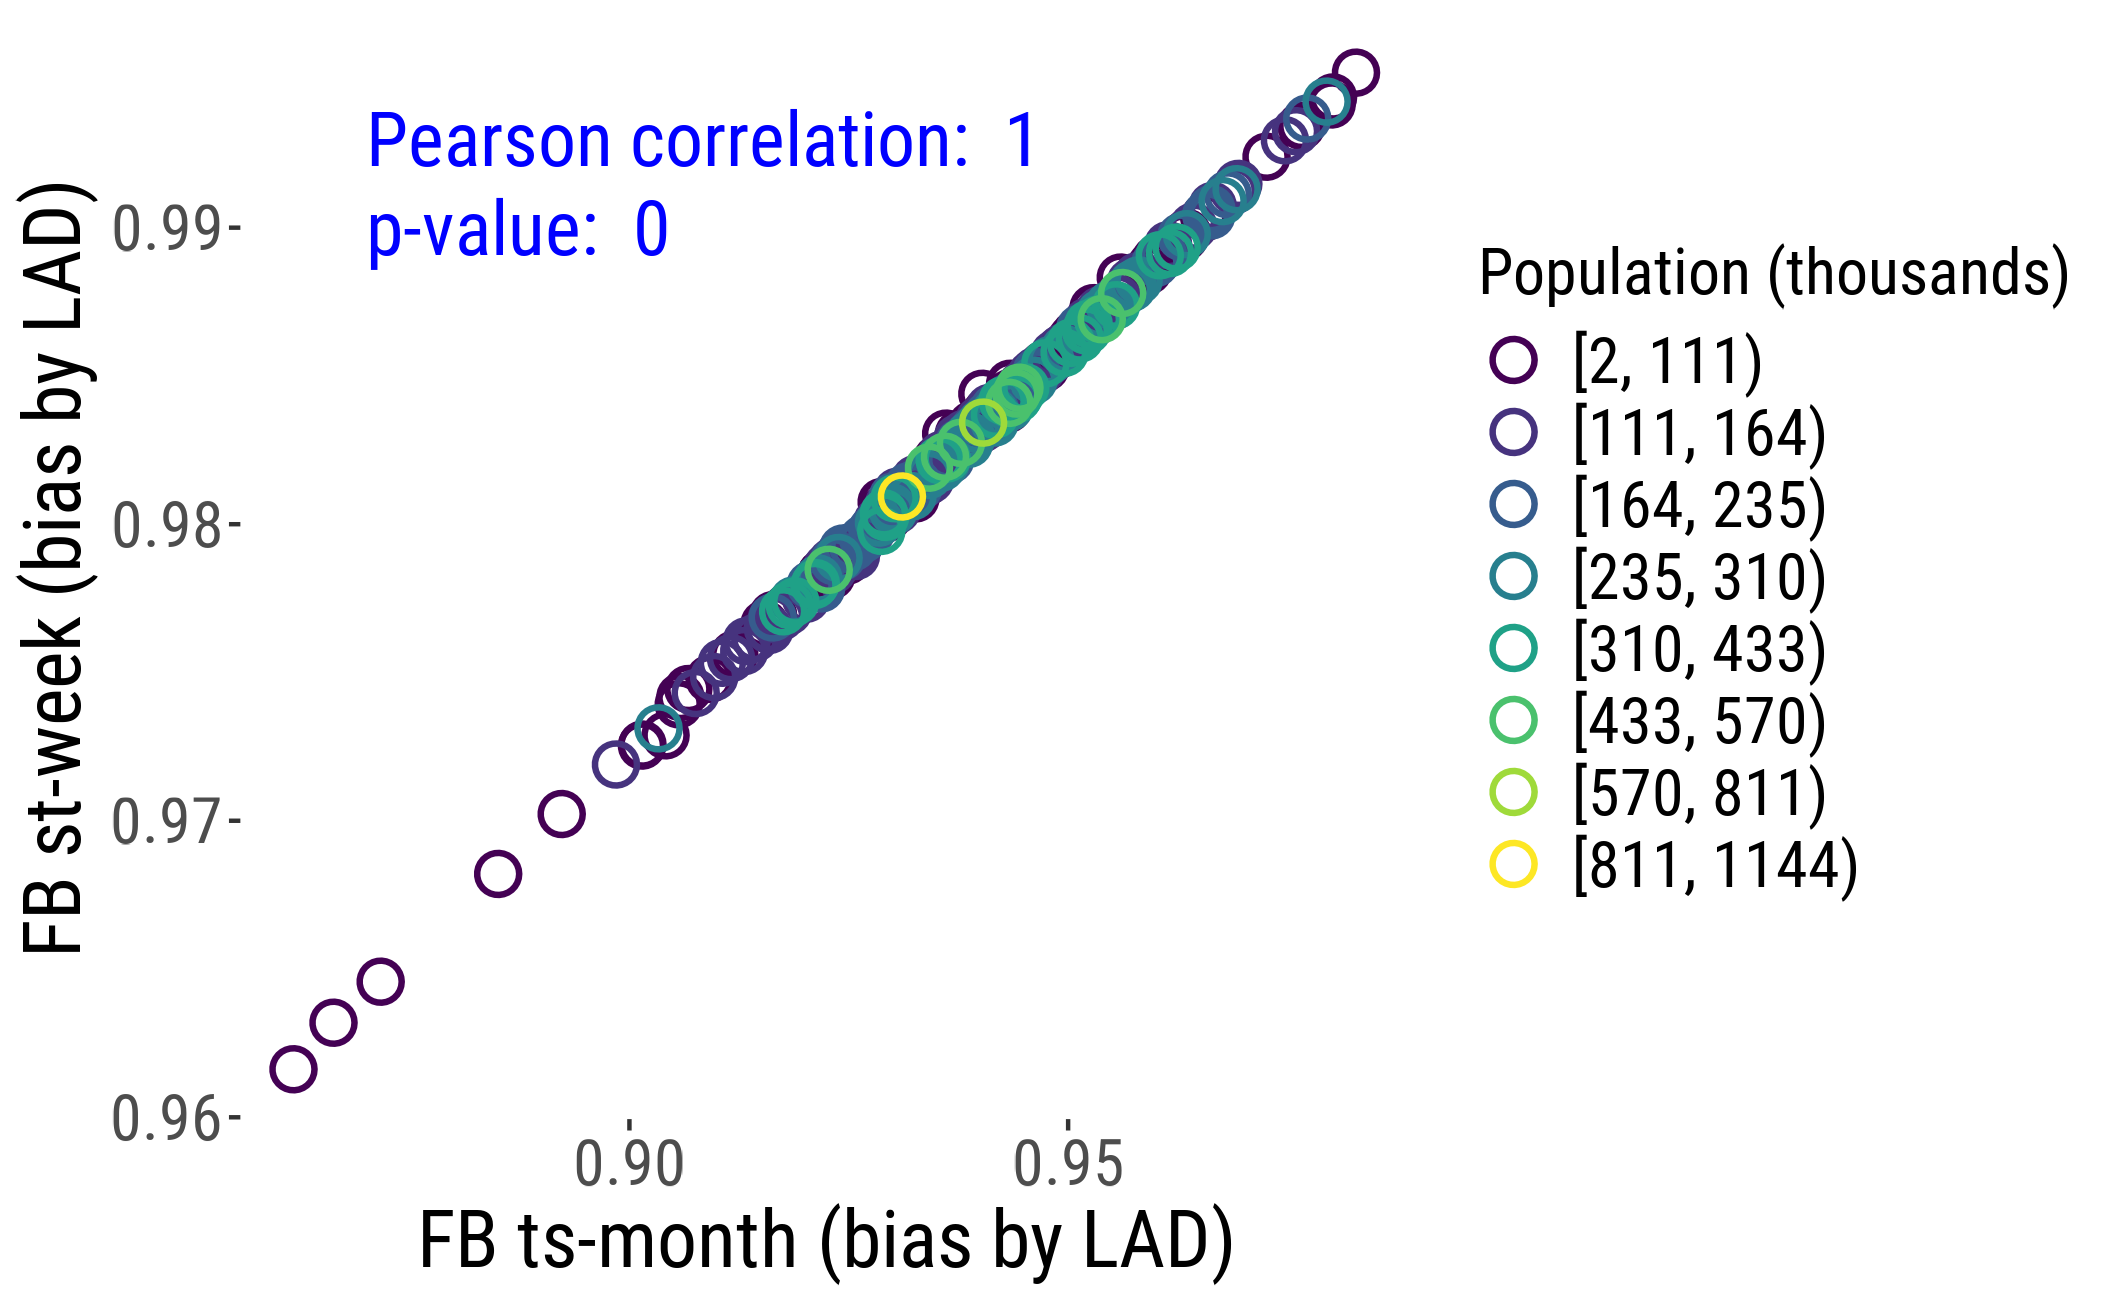 Pearson correlation: 1
p-value: 0
FB st-week (bias by LAD)
0.99
0.98
0.97
0.96
0.90
0.95
FB ts-month (bias by LAD)
Population (thousands)
[2, 111)
[111, 164)
[164, 235)
[235, 310)
[310, 433)
[433, 570)
[570, 811)
[811, 1144)